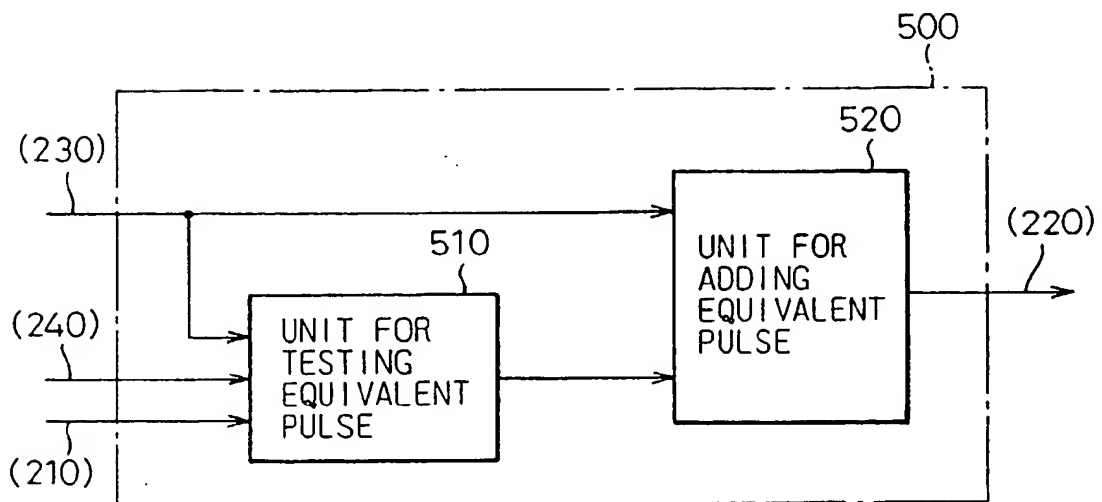 500
(230)
520
510
UNIT FOR
ADDING
EQUIVALENT
PULSE
(220)
(240)
UNIT FOR
TESTING
EQUIVALENT
PULSE
(210)